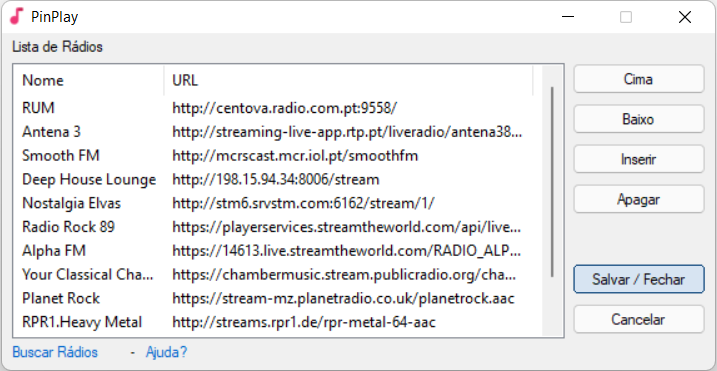 PinPlay
Lista de Rádios
Nome URL
RUM http://centova.radio.com.pt:9558/
Antena 3 http://streaming-live-app.rtp.pt/liveradio/antena38...
Smooth FM http://mcrscast.mcr.iol.pt/smoothfm
Deep House Lounge http://198.15.94.34:8006/stream
Nostalgia Elvas http://stm6.srvstm.com:6162/stream/1/
Radio Rock 89 https://playerservices.streamtheworld.com/api/live...
Alpha FM https://14613.live.streamtheworld.com/RADIO_ALP...
Your Classical Cha... https://chambermusic.stream.publicradio.org/cha...
Planet Rock https://stream-mz.planetradio.co.uk/planetrock.aac
RPR1.Heavy Metal http://streams.rpr1.de/rpr-metal-64-aac
Cima
Baixo
Inserir
Apagar
Salvar / Fechar
Cancelar
Buscar Rádios - Ajuda?